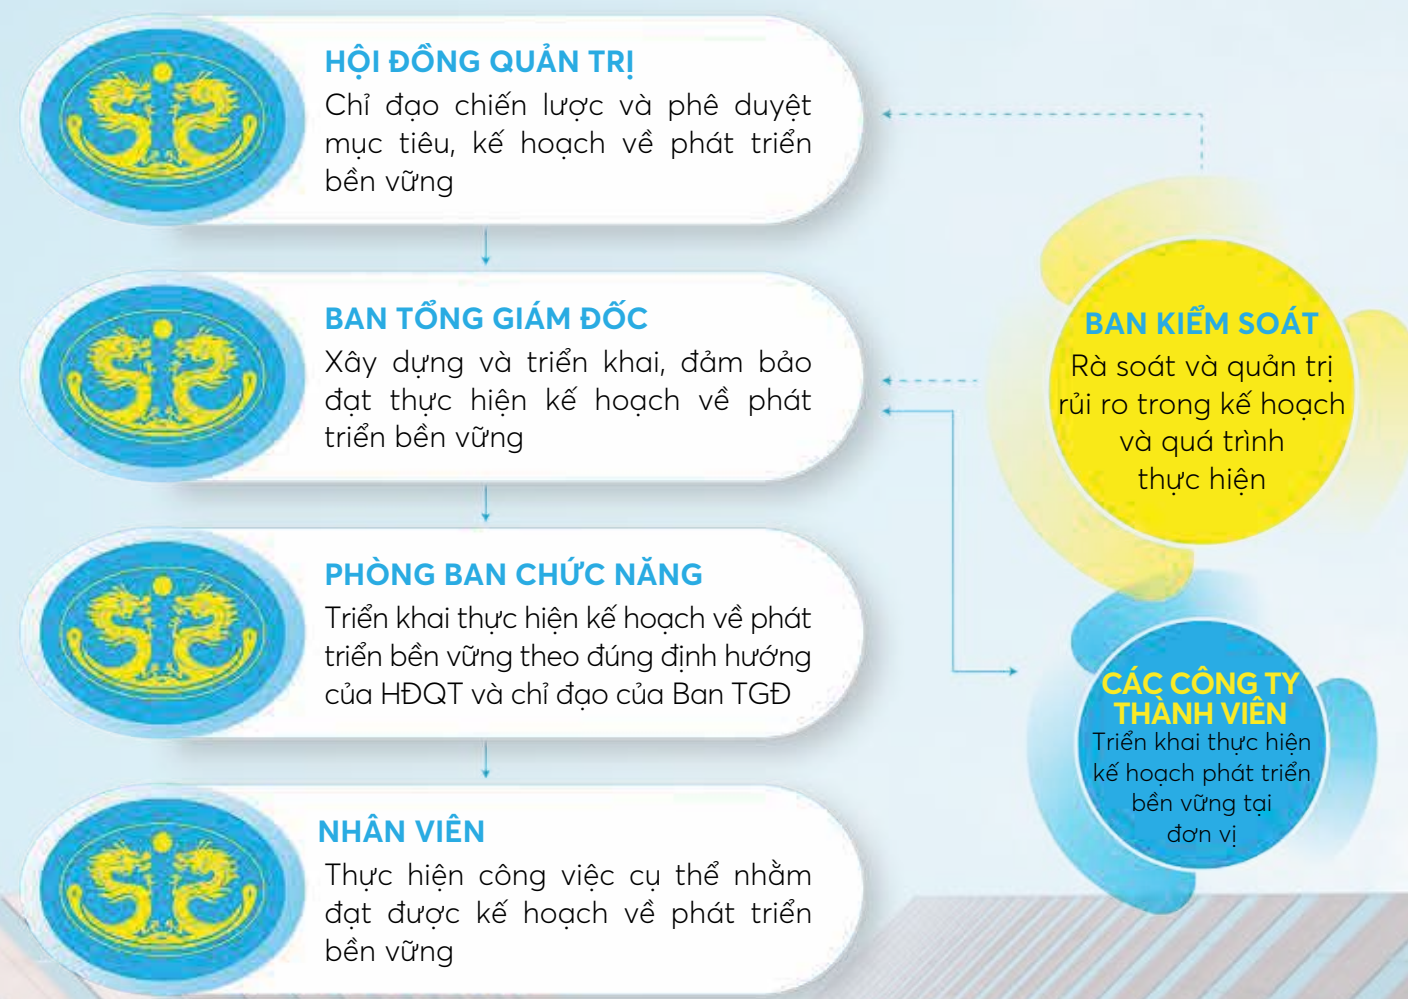 HỘI ĐỒNG QUẢN TRỊ
Chỉ đạo chiến lược và phê duyệt
mục tiêu, kế hoạch về phát triển
bền vững
BAN TỔNG GIÁM ĐỐC
Xây dựng và triển khai, đảm bảo
đạt thực hiện kế hoạch về phát
triển bền vững
PHÒNG BAN CHỨC NĂNG
Triển khai thực hiện kế hoạch về phát
triển bền vững theo đúng định hướng
của HĐQT và chỉ đạo của Ban TGĐ
NHÂN VIÊN
Thực hiện công việc cụ thể nhằm
đạt được kế hoạch về phát triển
bền vững
BAN KIỂM SOÁT
Rà soát và quản trị
rủi ro trong kế hoạch
và quá trình
thực hiện
CÁC CÔNG TY
THÀNH VIÊN
Triển khai thực hiện
kế hoạch phát triển
bền vững tại
đơn vị